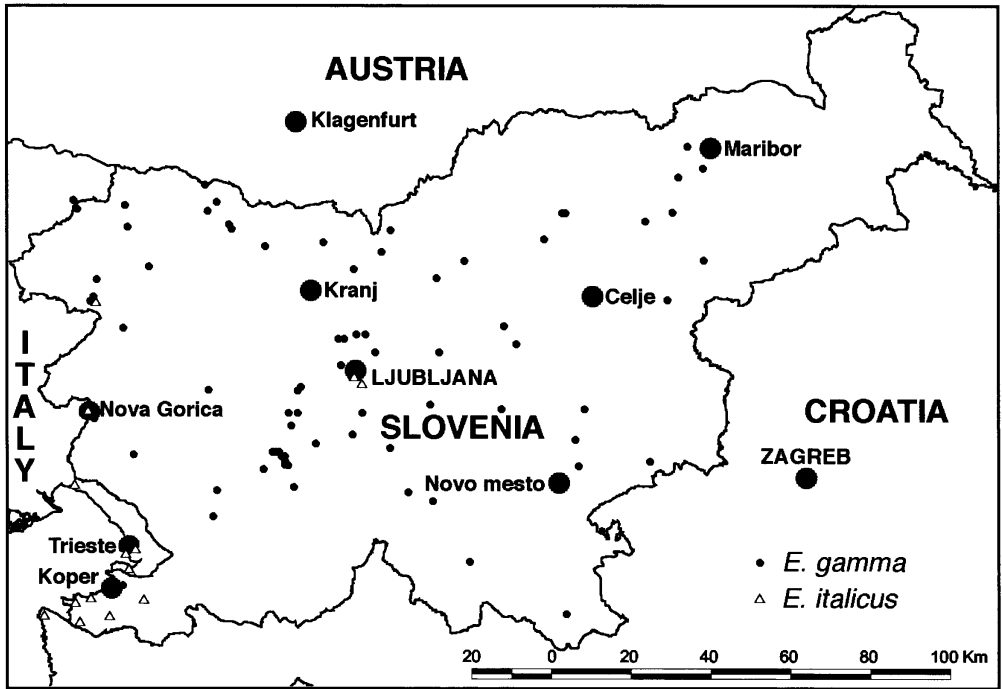 AUSTRIA
Klagenfurt
Maribor
Kranj
Celje
ITALY
LJUBLJANA
Nova Gorica
SLOVENIA
CROATIA
ZAGREB
Novo mesto
Trieste
Koper
E. gamma
E. italicus
20 0 20 40 60 80 100 Km